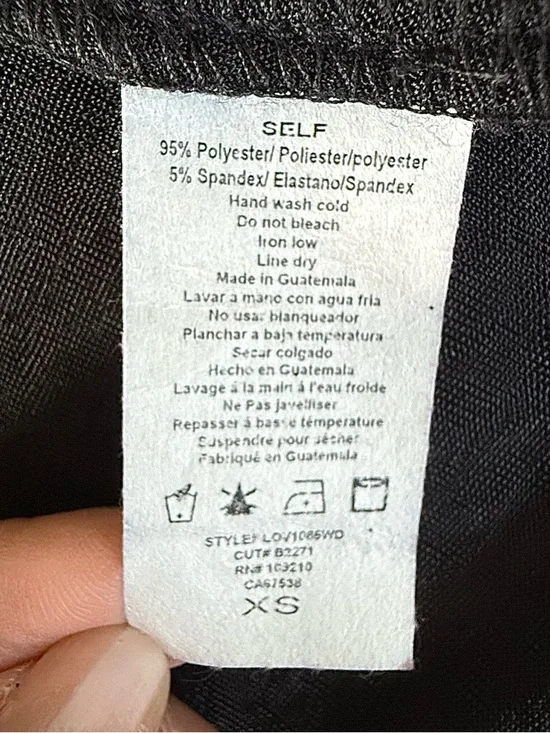 SELF
95% Polyester/ Poliester/polyester
5% Spandex/ Elastano/Spandex
Hand wash cold
Do not bleach
Iron low
Line dry
Made in Guatemala
Lavar a mano con agua fria
No usar blanqueador
Planchar a baja temperatura
Secar colgado
Hecho en Guatemala
Lavage á la main á l'eau froide
Ne Pas javelliser
Repasser á basse témperature
Suspendre pour sécher
Fabriqué en Guatemala
STYLE# LOV1086WD
CUT# B2271
RN# 109210
CA67538
XS